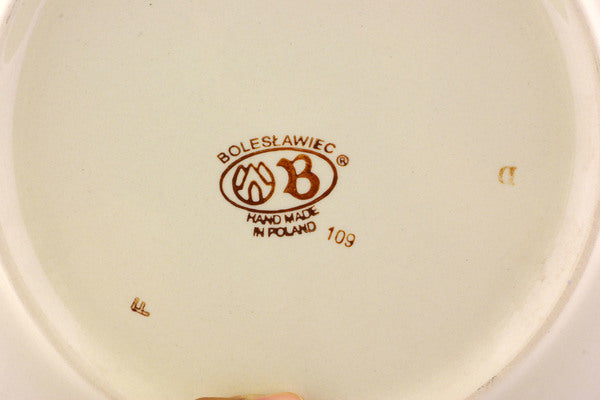 BOLESŁAWIEC
B ®
HAND MADE
IN POLAND 109
D
F